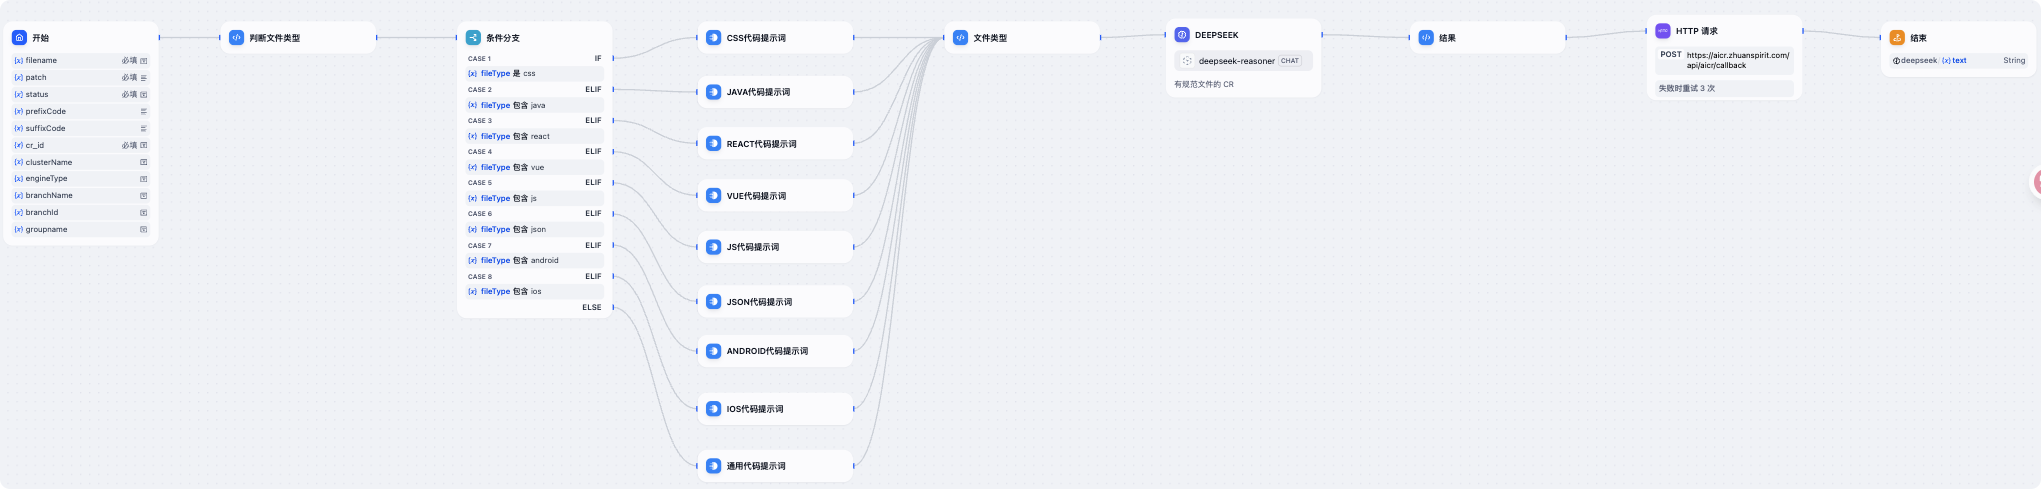 开始
filename 必填
patch 必填
status 必填
prefixCode
suffixCode
cr_id 必填
clusterName
engineType
branchName
branchId
groupname
判断文件类型
条件分支
CASE 1 IF
{x} fileType 是 css
CASE 2 ELIF
{x} fileType 包含 java
CASE 3 ELIF
{x} fileType 包含 react
CASE 4 ELIF
{x} fileType 包含 vue
CASE 5 ELIF
{x} fileType 包含 js
CASE 6 ELIF
{x} fileType 包含 json
CASE 7 ELIF
{x} fileType 包含 android
CASE 8 ELIF
{x} fileType 包含 ios
ELSE
CSS代码提示词
JAVA代码提示词
REACT代码提示词
VUE代码提示词
JS代码提示词
JSON代码提示词
ANDROID代码提示词
IOS代码提示词
通用代码提示词
文件类型
DEEPSEEK
deepseek-reasoner CHAT
有规范文件的 CR
结果
HTTP 请求
POST https://aicr.zhuanspirit.com/
api/aicr/callback
失败时重试 3 次
结束
deepseek {x} text String